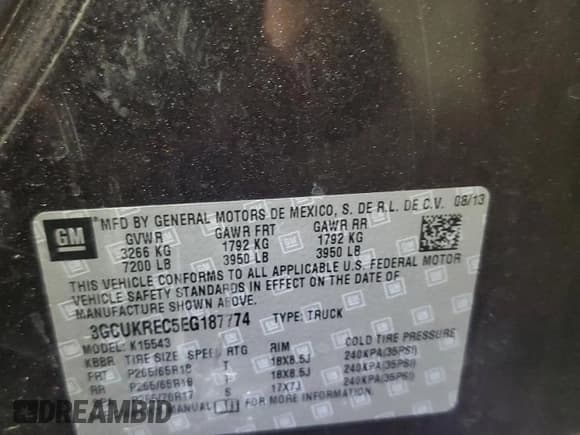 GM
MFD BY GENERAL MOTORS DE MEXICO, S. DE R.L. DE C.V. 08/13
GVWR GAWR FRT GAWR RR
3266 KG 1792 KG 1792 KG
7200 LB 3950 LB 3950 LB
THIS VEHICLE CONFORMS TO ALL APPLICABLE U.S. FEDERAL MOTOR
VEHICLE SAFETY STANDARDS IN EFFECT ON THE DATE OF
MANUFACTURE SHOWN ABOVE.
3GCUKREC5EG187774 TYPE: TRUCK
MODEL: K15543
KBBR TIRE SIZE SPEED RTG RIM COLD TIRE PRESSURE
FRT P265/65R18 T 18X8.5J 240KPA(35PSI)
RR P265/65R18 T 18X8.5J 240KPA(35PSI)
P265/70R17 S 17X7J 240KPA(35PSI)
MANUAL FOR MORE INFORMATION.
DREAMBID